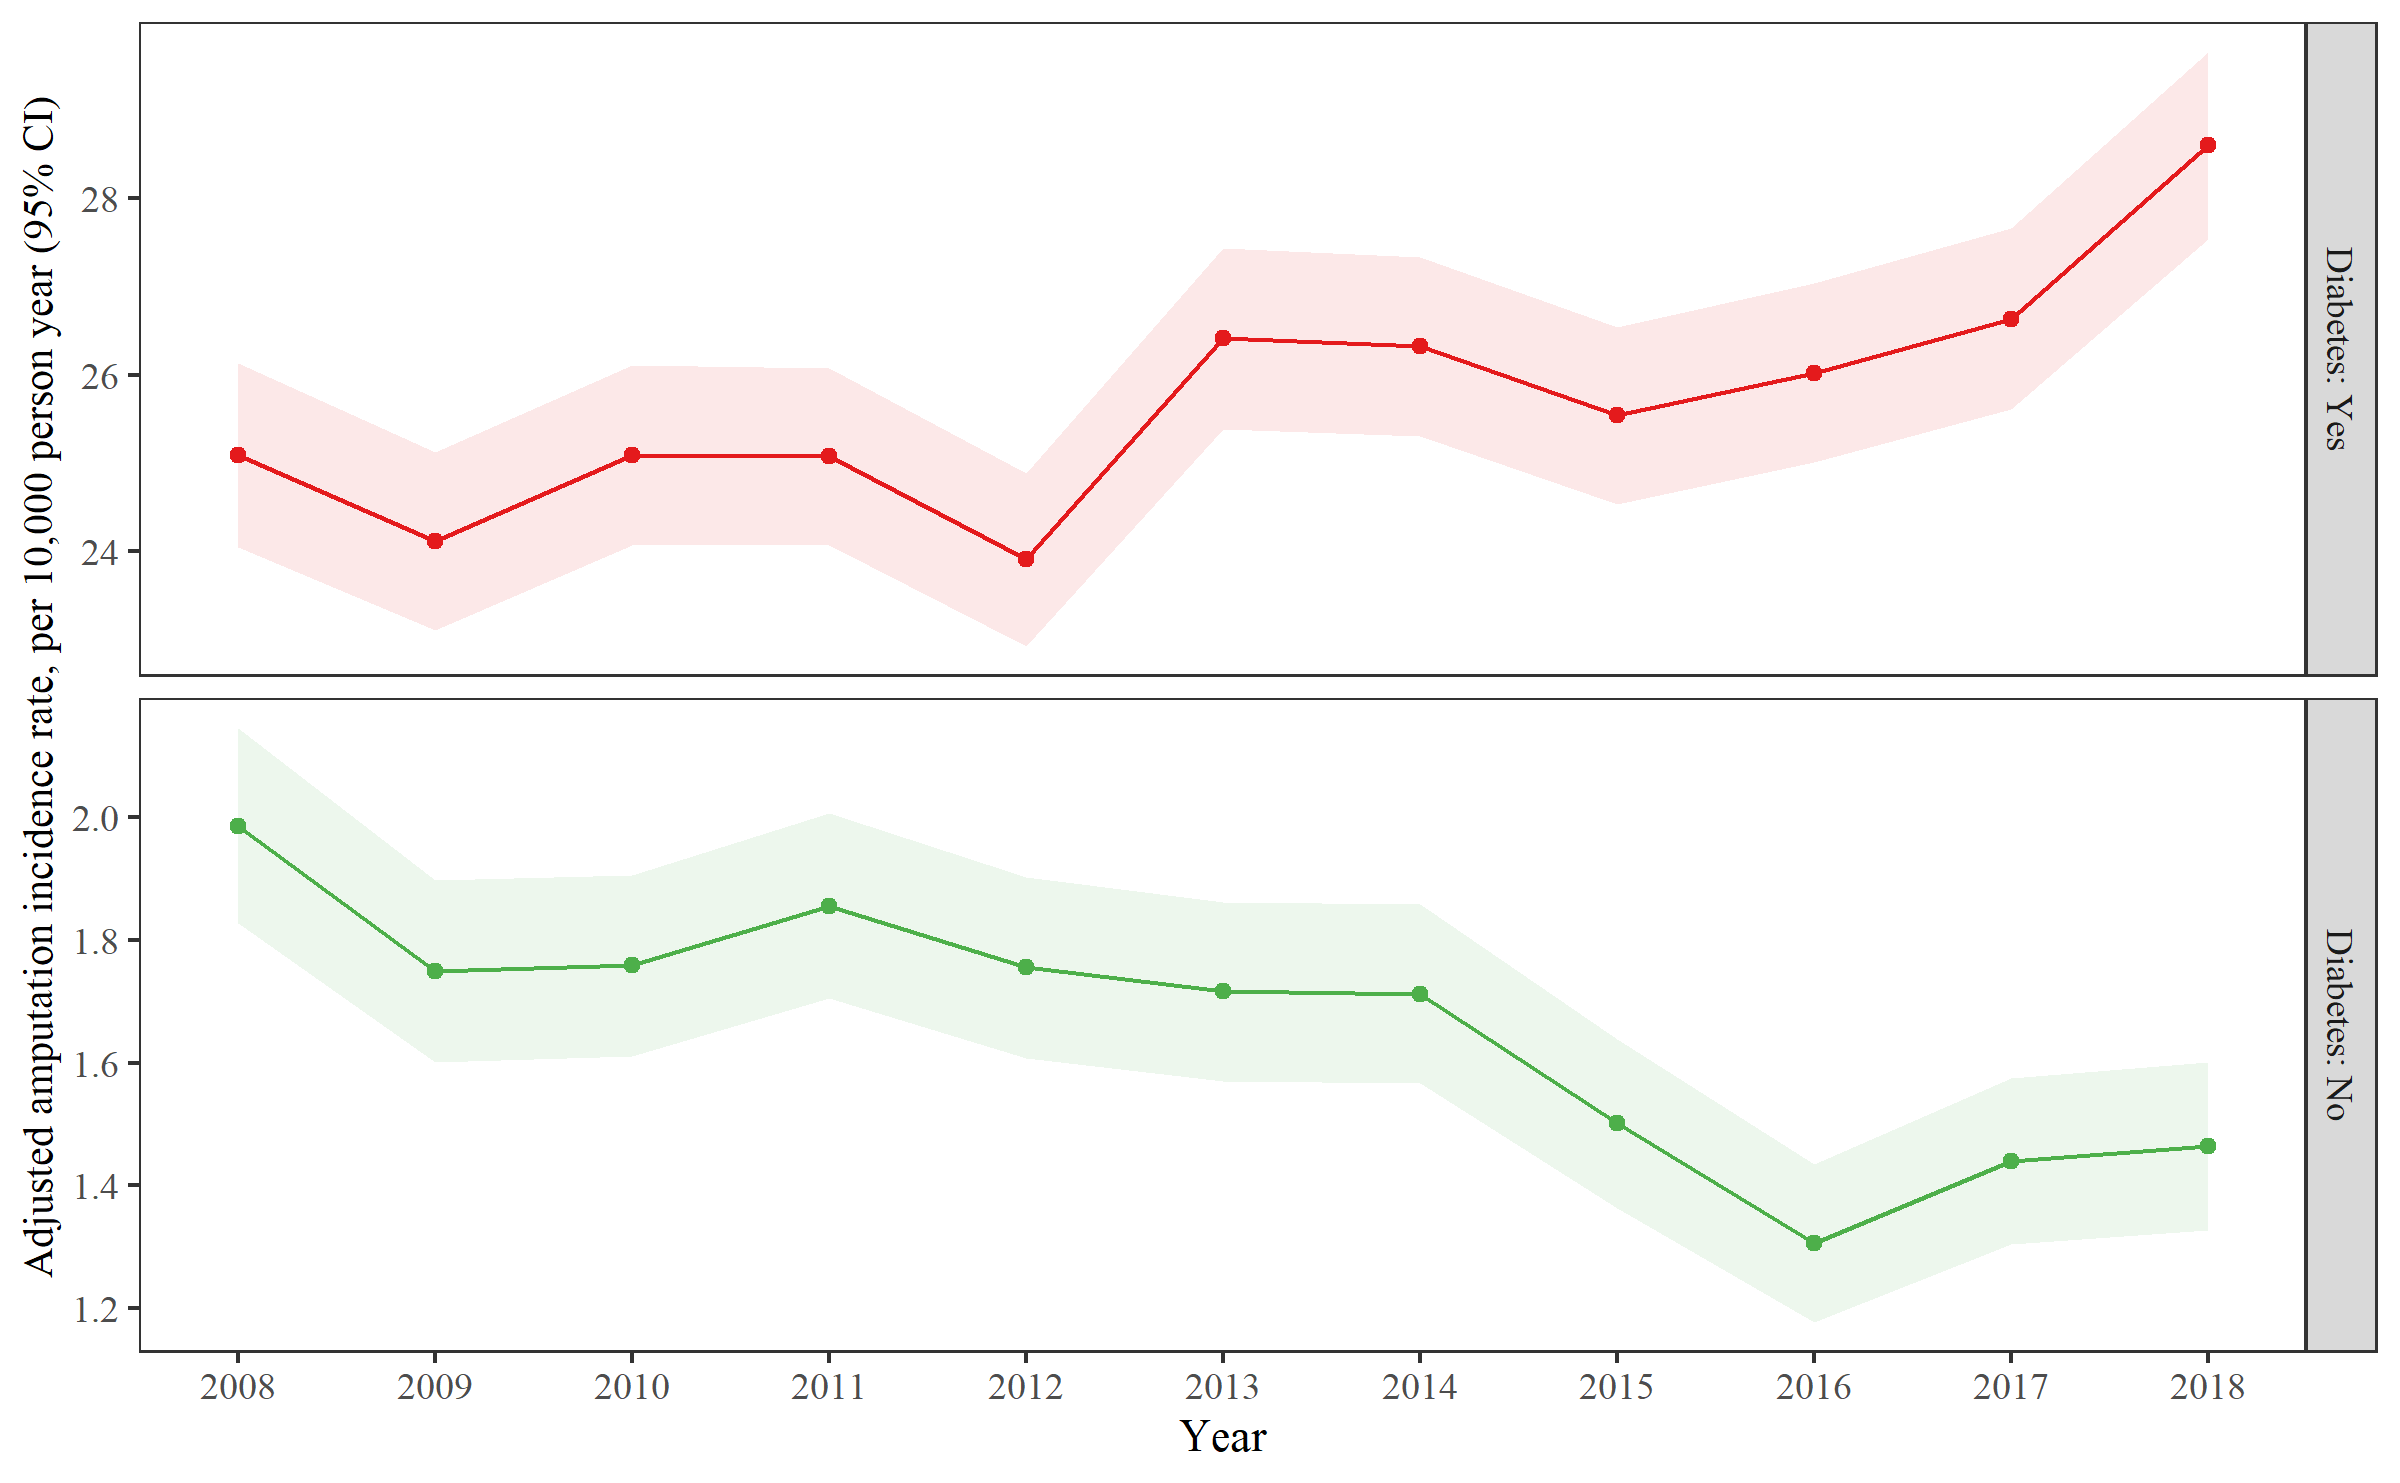 Adjusted amputation incidence rate, per 10,000 person year (95% CI)
28
26
24
Diabetes: Yes
2.0
1.8
1.6
1.4
1.2
Diabetes: No
2008 2009 2010 2011 2012 2013 2014 2015 2016 2017 2018
Year